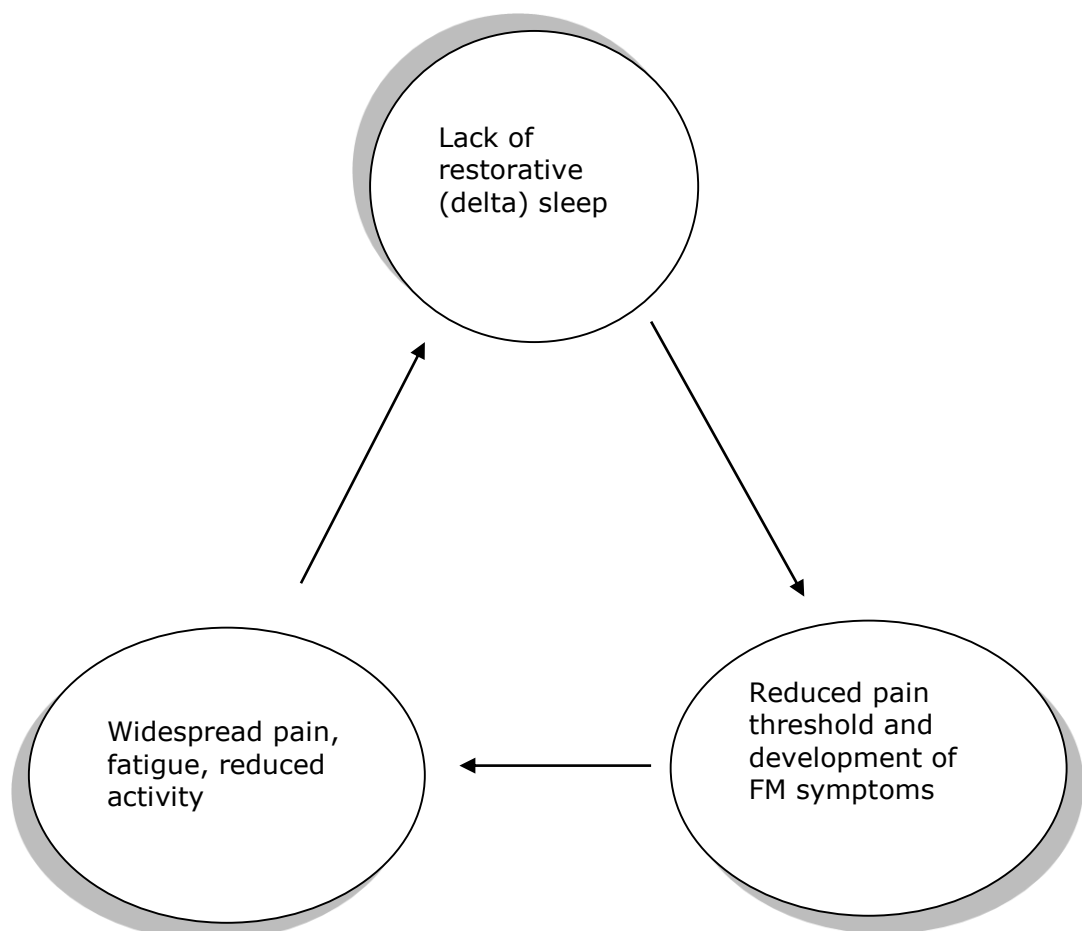 Lack of
restorative
(delta) sleep
Reduced pain
threshold and
development of
FM symptoms
Widespread pain,
fatigue, reduced
activity